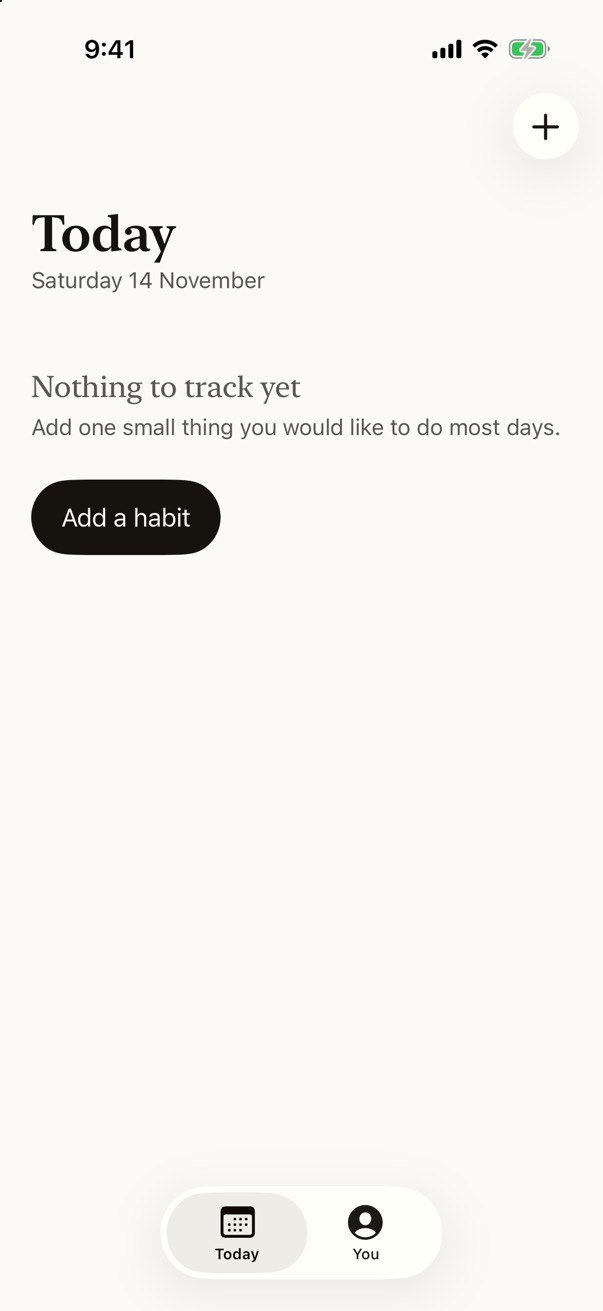 9:41
Today
Saturday 14 November
Nothing to track yet
Add one small thing you would like to do most days.
Add a habit
Today
You